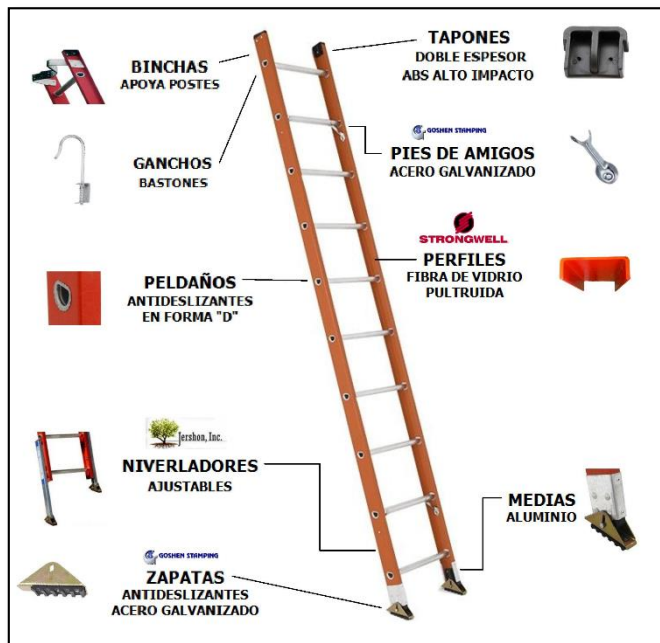 BINCHAS
APOYA POSTES
TAPONES
DOBLE ESPESOR
ABS ALTO IMPACTO
GANCHOS
BASTONES
GOSHEN STAMPING
PIES DE AMIGOS
ACERO GALVANIZADO
STRONGWELL
PERFILES
FIBRA DE VIDRIO
PULTRUIDA
PELDAÑOS
ANTIDESLIZANTES
EN FORMA "D"
Jershon, Inc.
NIVERLADORES
AJUSTABLES
MEDIAS
ALUMINIO
GOSHEN STAMPING
ZAPATAS
ANTIDESLIZANTES
ACERO GALVANIZADO